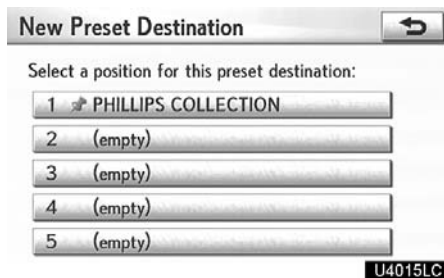 New Preset Destination
Select a position for this preset destination:
1 PHILLIPS COLLECTION
2 (empty)
3 (empty)
4 (empty)
5 (empty)
U4015LC